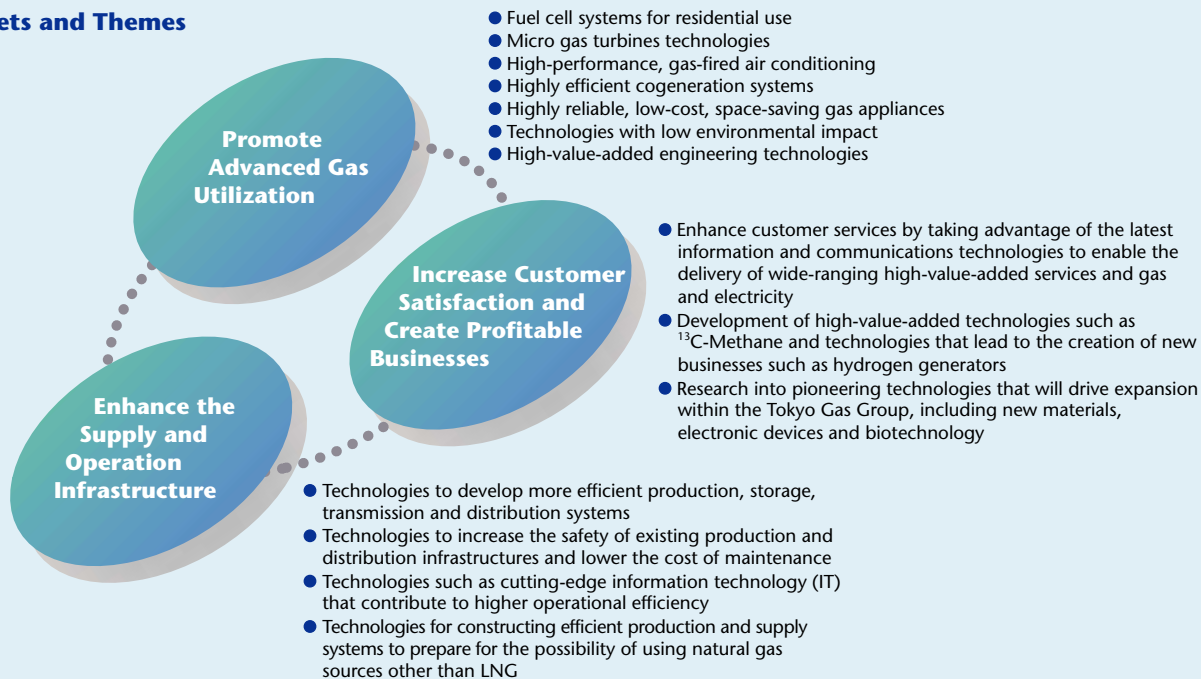 ets and Themes
● Fuel cell systems for residential use
● Micro gas turbines technologies
● High-performance, gas-fired air conditioning
● Highly efficient cogeneration systems
● Highly reliable, low-cost, space-saving gas appliances
● Technologies with low environmental impact
● High-value-added engineering technologies
Promote
Advanced Gas
Utilization
Increase Customer
Satisfaction and
Create Profitable
Businesses
● Enhance customer services by taking advantage of the latest
information and communications technologies to enable the
delivery of wide-ranging high-value-added services and gas
and electricity
● Development of high-value-added technologies such as
¹³C-Methane and technologies that lead to the creation of new
businesses such as hydrogen generators
● Research into pioneering technologies that will drive expansion
within the Tokyo Gas Group, including new materials,
electronic devices and biotechnology
Enhance the
Supply and
Operation
Infrastructure
● Technologies to develop more efficient production, storage,
transmission and distribution systems
● Technologies to increase the safety of existing production and
distribution infrastructures and lower the cost of maintenance
● Technologies such as cutting-edge information technology (IT)
that contribute to higher operational efficiency
● Technologies for constructing efficient production and supply
systems to prepare for the possibility of using natural gas
sources other than LNG